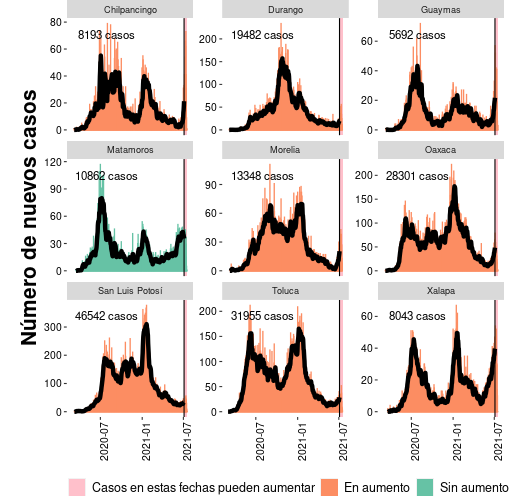 Número de nuevos casos
Chilpancingo
Durango
Guaymas
8193 casos
19482 casos
5692 casos
80
60
40
20
0
200
150
100
50
0
60
40
20
0
Matamoros
Morelia
Oaxaca
10862 casos
13348 casos
28301 casos
120
90
60
30
0
90
60
30
0
200
150
100
50
0
San Luis Potosí
Toluca
Xalapa
46542 casos
31955 casos
8043 casos
300
200
100
0
200
150
100
50
0
60
40
20
0
2020-07
2021-01
2021-07
2020-07
2021-01
2021-07
2020-07
2021-01
2021-07
Casos en estas fechas pueden aumentar
En aumento
Sin aumento